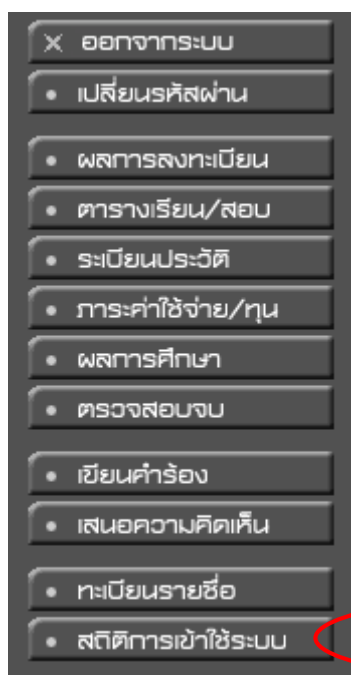 ออกจากระบบ
เปลี่ยนรหัสผ่าน
ผลการลงทะเบียน
ตารางเรียน/สอบ
ระเบียนประวัติ
ภาระค่าใช้จ่าย/ทุน
ผลการศึกษา
ตรวจสอบจบ
เขียนคำร้อง
เสนอความคิดเห็น
ทะเบียนรายชื่อ
สถิติการเข้าใช้ระบบ